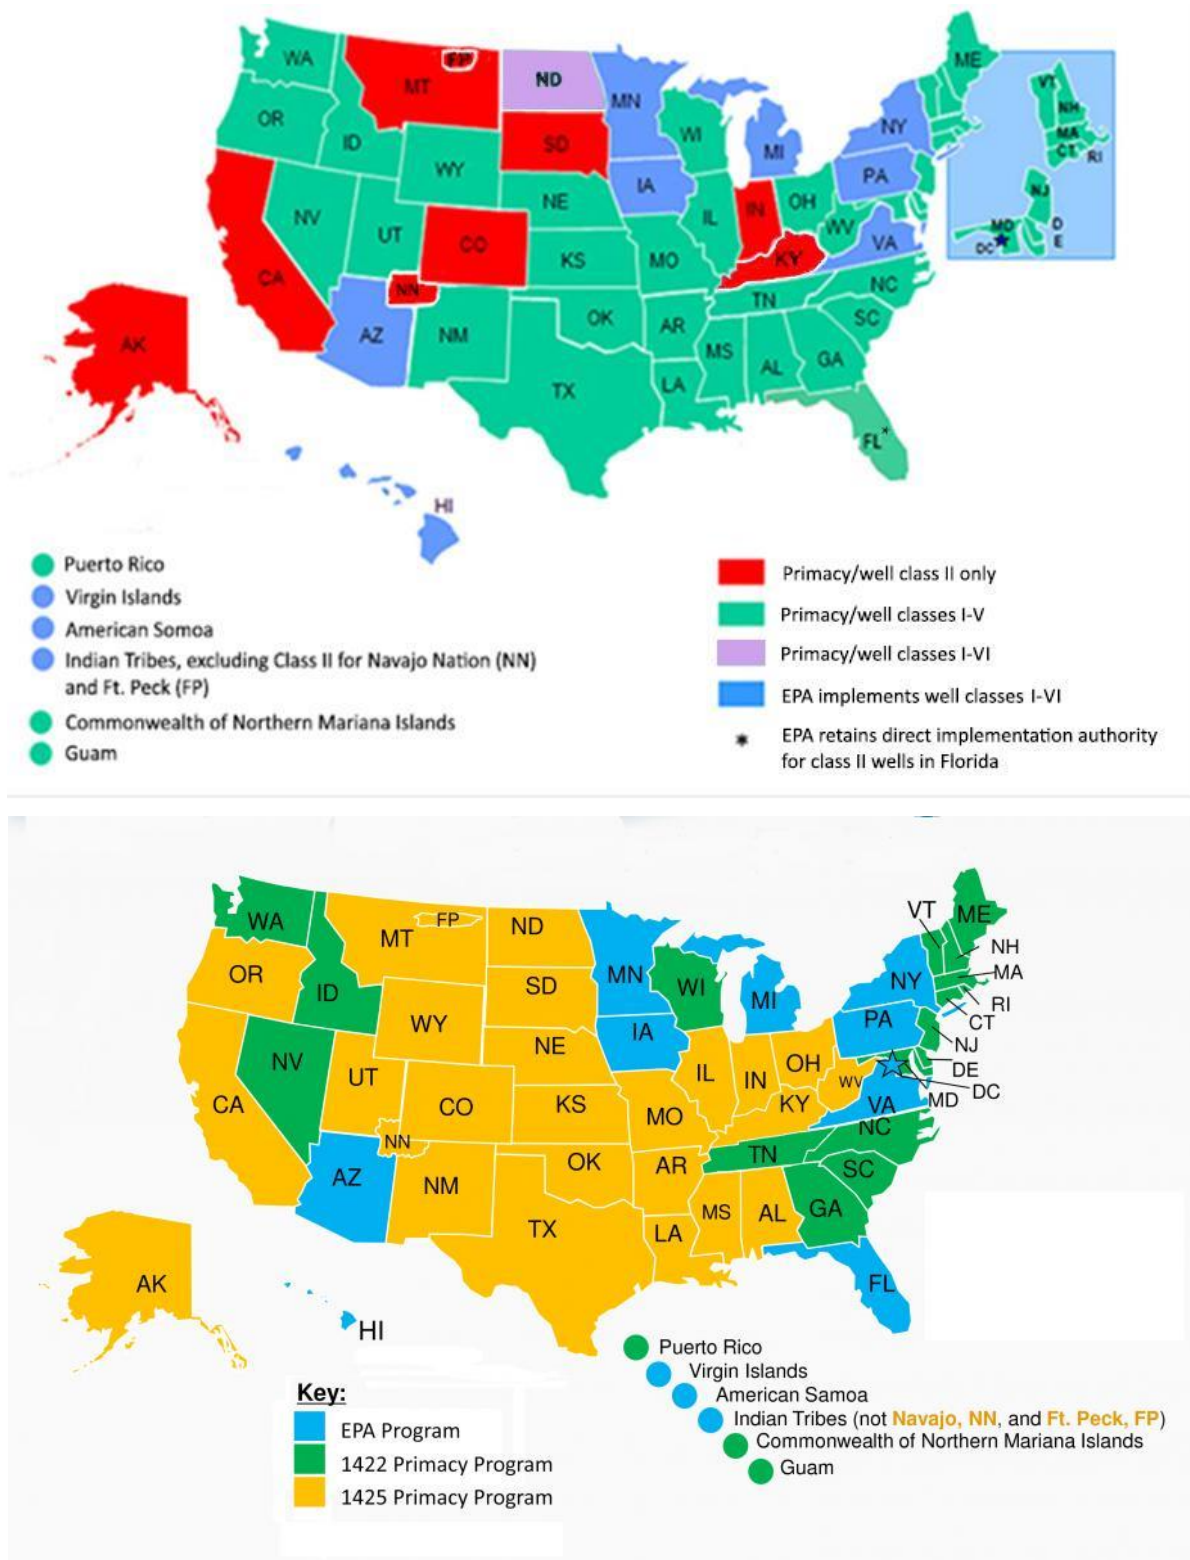 WA
MT
FP
ND
MN
ME
VT
NH
OR
ID
SD
WI
MI
NY
MA
CT
RI
WY
IA
PA
NJ
NV
UT
CO
NE
IL
IN
OH
WV
VA
MD
D
E
DC
CA
NN
KS
MO
KY
NC
AK
AZ
NM
OK
AR
TN
SC
TX
LA
MS
AL
GA
FL*
HI
Puerto Rico
Virgin Islands
American Somoa
Indian Tribes, excluding Class II for Navajo Nation (NN)
and Ft. Peck (FP)
Commonwealth of Northern Mariana Islands
Guam
Primacy/well class II only
Primacy/well classes I-V
Primacy/well classes I-VI
EPA implements well classes I-VI
* EPA retains direct implementation authority
for class II wells in Florida
WA
MT
FP
ND
MN
VT
ME
NH
OR
ID
SD
WI
MI
NY
MA
RI
CT
WY
IA
PA
NJ
NV
UT
CO
NE
IL
IN
OH
WV
VA
DE
DC
MD
CA
NN
KS
MO
KY
NC
AZ
NM
OK
AR
TN
SC
AK
TX
LA
MS
AL
GA
FL
HI
Puerto Rico
Virgin Islands
American Samoa
Indian Tribes (not Navajo, NN, and Ft. Peck, FP)
Commonwealth of Northern Mariana Islands
Guam
Key:
EPA Program
1422 Primacy Program
1425 Primacy Program